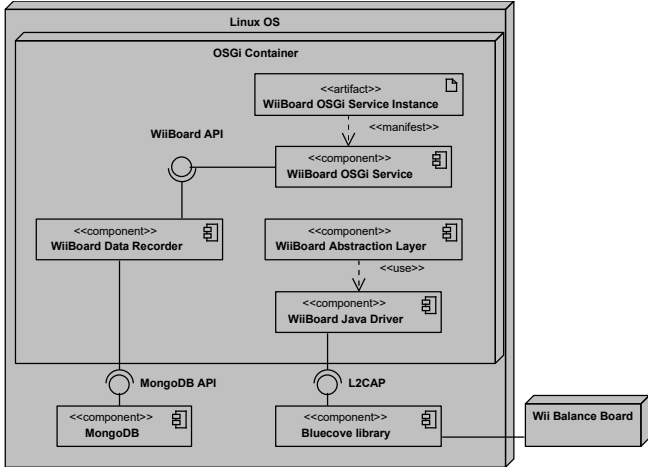 Linux OS
OSGi Container
<<artifact>>
WiiBoard OSGi Service Instance
<<manifest>>
WiiBoard API
<<component>>
WiiBoard OSGi Service
<<component>>
WiiBoard Data Recorder
<<component>>
WiiBoard Abstraction Layer
<<use>>
<<component>>
WiiBoard Java Driver
MongoDB API
L2CAP
<<component>>
MongoDB
<<component>>
Bluecove library
Wii Balance Board